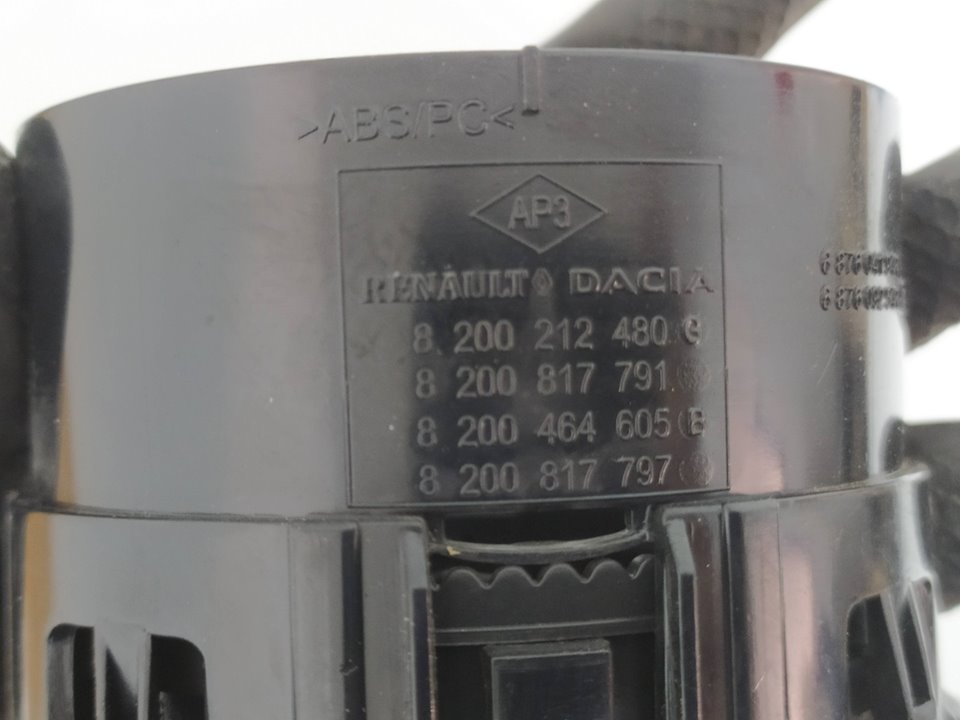 >ABS/PC<
AP3
RENAULT DACIA
8 200 212 480 G
8 200 817 791
8 200 464 605 B
8 200 817 797